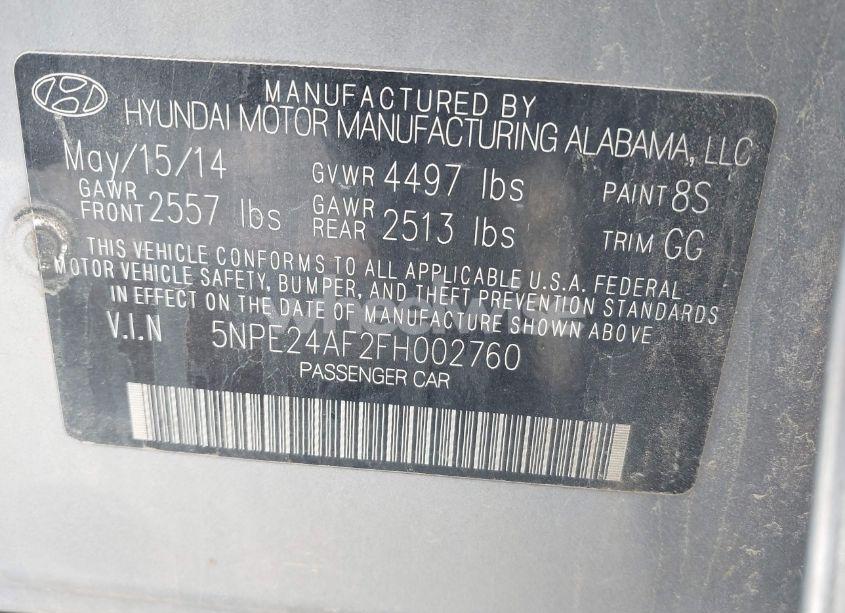 MANUFACTURED BY
HYUNDAI MOTOR MANUFACTURING ALABAMA, LLC
May/15/14 GVWR 4497 lbs PAINT 8S
GAWR FRONT 2557 lbs GAWR REAR 2513 lbs TRIM GG
THIS VEHICLE CONFORMS TO ALL APPLICABLE U.S.A. FEDERAL
MOTOR VEHICLE SAFETY, BUMPER, AND THEFT PREVENTION STANDARDS
IN EFFECT ON THE DATE OF MANUFACTURE SHOWN ABOVE
V.I.N 5NPE24AF2FH002760
PASSENGER CAR